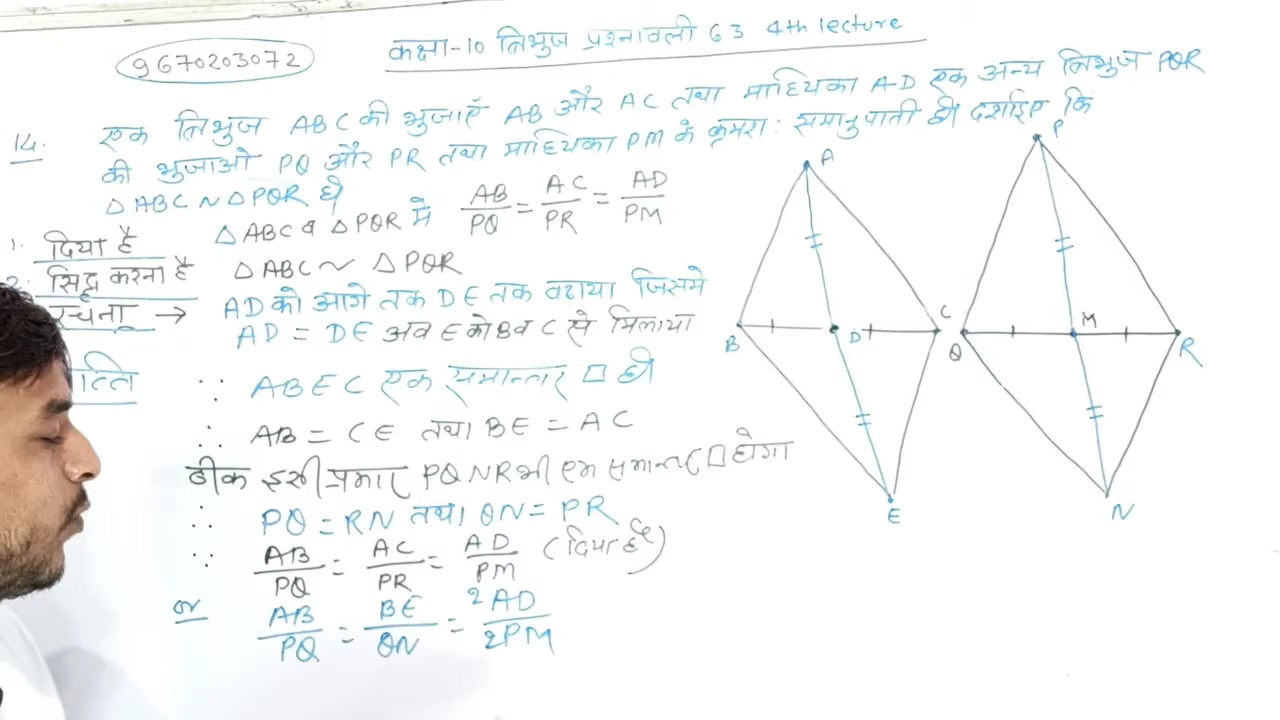 9670203072
कक्षा-10 त्रिभुज प्रश्नावली 6 3 4th lecture
14. एक त्रिभुज ABC की भुजाएँ AB और AC तथा माध्यिका AD एक अन्य त्रिभुज PQR
की भुजाओ PQ और PR तथा माध्यिका PM के क्रमशः समानुपाती है। दर्शाइए कि
△ ABC ~ △ PQR है
1. दिया है △ ABC व △ PQR मे AB/PQ = AC/PR = AD/PM
2. सिद्ध करना है △ ABC ~ △ PQR
रचना → AD को आगे तक DE तक बढाया जिसमे
AD = DE अब E को B व C से मिलाया
∵ ABEC एक समान्तर □ है
∴ AB = CE तथा BE = AC
ठीक इसी प्रकार PQNR भी एक समान्तर □ होगा
∴ PQ = RN तथा QN = PR
∵ AB/PQ = AC/PR = AD/PM (दिया है)
or AB/PQ = BE/QN = 2AD/2PM
A
B
D
C
E
P
Q
M
R
N